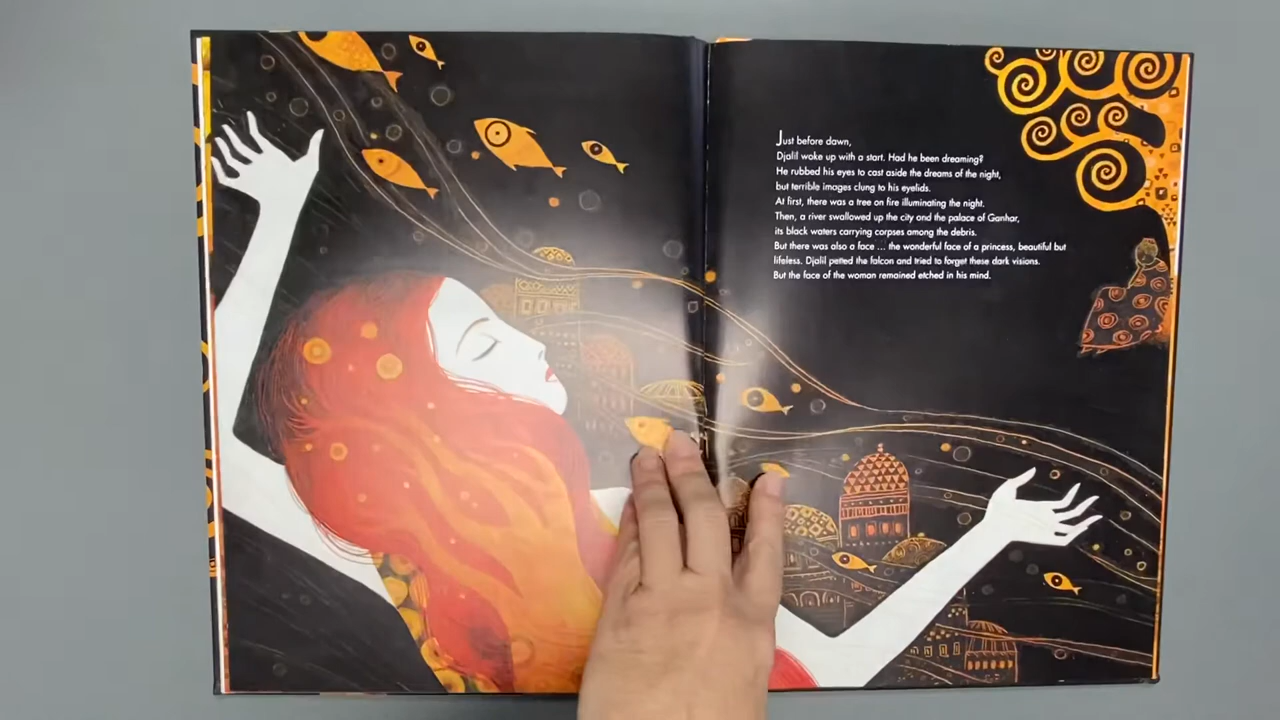 Just before dawn,
Djalil woke up with a start. Had he been dreaming?
He rubbed his eyes to cast aside the dreams of the night,
but terrible images clung to his eyelids.
At first, there was a tree on fire illuminating the night.
Then, a river swallowed up the city and the palace of Ganhar,
its black waters carrying corpses among the debris.
But there was also a face ... the wonderful face of a princess, beautiful but
lifeless. Djalil petted the falcon and tried to forget these dark visions.
But the face of the woman remained etched in his mind.